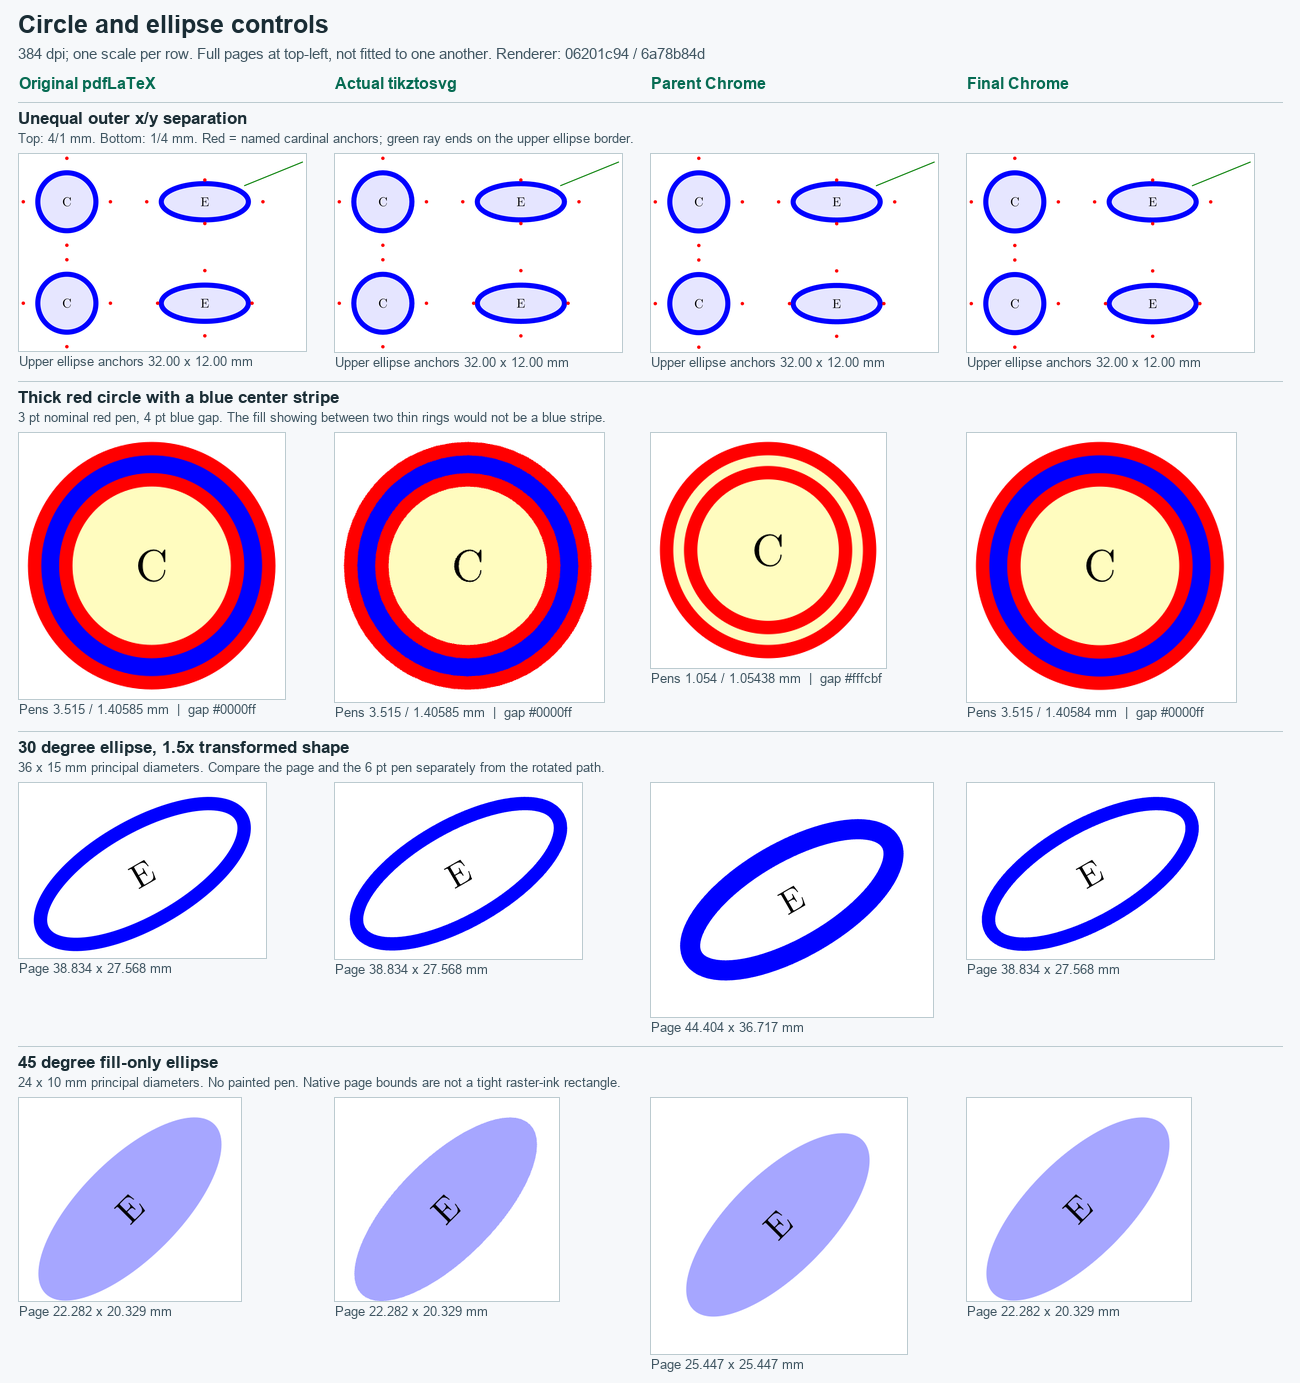 Circle and ellipse controls
384 dpi; one scale per row. Full pages at top-left, not fitted to one another. Renderer: 06201c94 / 6a78b84d
Original pdfLaTeX Actual tikztosvg Parent Chrome Final Chrome
Unequal outer x/y separation
Top: 4/1 mm. Bottom: 1/4 mm. Red = named cardinal anchors; green ray ends on the upper ellipse border.
C E C E C E C E
C E C E C E C E
Upper ellipse anchors 32.00 x 12.00 mm Upper ellipse anchors 32.00 x 12.00 mm Upper ellipse anchors 32.00 x 12.00 mm Upper ellipse anchors 32.00 x 12.00 mm
Thick red circle with a blue center stripe
3 pt nominal red pen, 4 pt blue gap. The fill showing between two thin rings would not be a blue stripe.
C C C C
Pens 3.515 / 1.40585 mm | gap #0000ff Pens 3.515 / 1.40585 mm | gap #0000ff Pens 1.054 / 1.05438 mm | gap #fffcbf Pens 3.515 / 1.40584 mm | gap #0000ff
30 degree ellipse, 1.5x transformed shape
36 x 15 mm principal diameters. Compare the page and the 6 pt pen separately from the rotated path.
E E E E
Page 38.834 x 27.568 mm Page 38.834 x 27.568 mm Page 44.404 x 36.717 mm Page 38.834 x 27.568 mm
45 degree fill-only ellipse
24 x 10 mm principal diameters. No painted pen. Native page bounds are not a tight raster-ink rectangle.
E E E E
Page 22.282 x 20.329 mm Page 22.282 x 20.329 mm Page 25.447 x 25.447 mm Page 22.282 x 20.329 mm